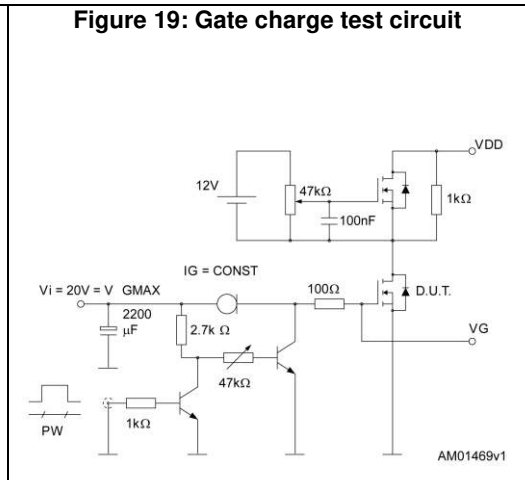 Figure 19: Gate charge test circuit
VDD
12V
47kΩ
1kΩ
100nF
IG = CONST
Vi = 20V = V GMAX
100Ω
D.U.T.
2200
μF
2.7k Ω
VG
47kΩ
1kΩ
PW
AM01469v1